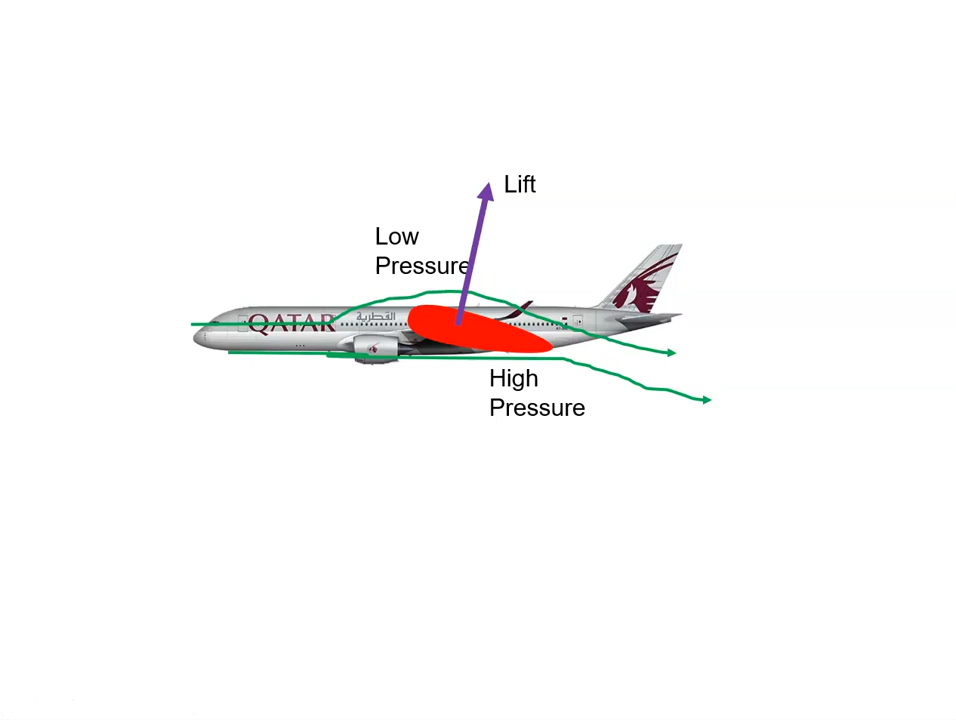 Lift
Low
Pressure
QATAR القطرية
High
Pressure